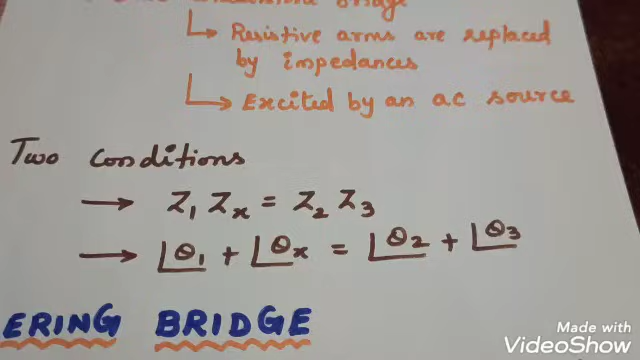 Bridge
Resistive arms are replaced
by impedances
Excited by an ac source
Two conditions
→ Z₁ Zₓ = Z₂ Z₃
→ ∠θ₁ + ∠θₓ = ∠θ₂ + ∠θ₃
ERING BRIDGE
Made with
VideoShow